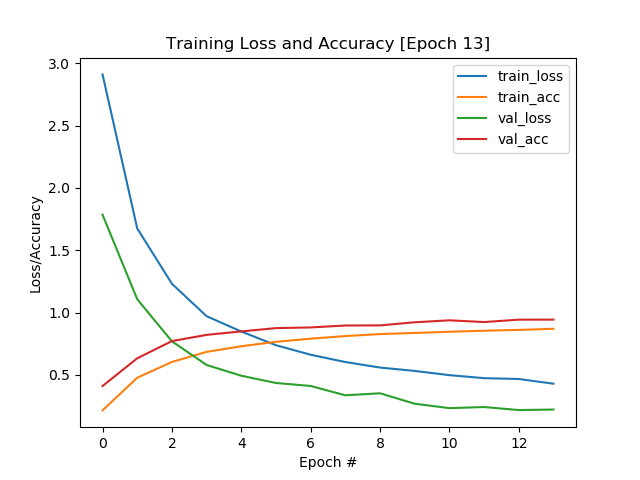 Training Loss and Accuracy [Epoch 13]
3.0
2.5
2.0
1.5
1.0
0.5
Loss/Accuracy
train_loss
train_acc
val_loss
val_acc
0 2 4 6 8 10 12
Epoch #